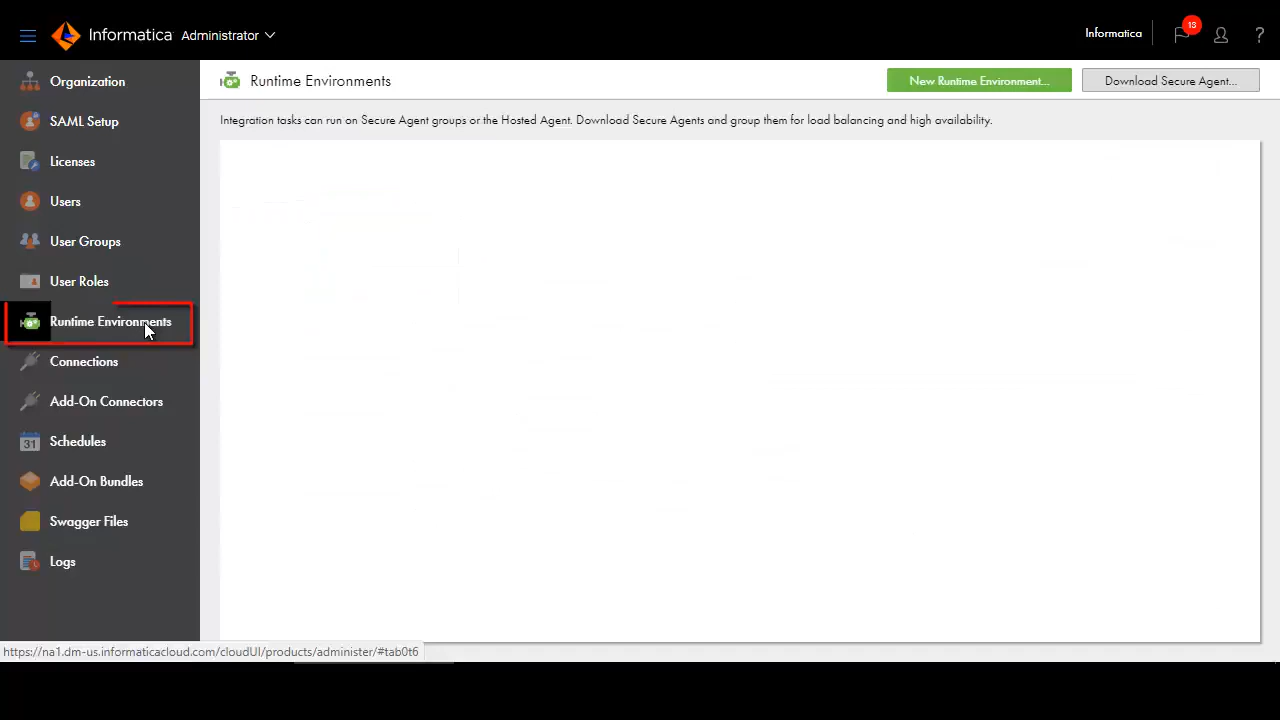 Informatica Administrator
Informatica
13
?
Organization
SAML Setup
Licenses
Users
User Groups
User Roles
Runtime Environments
Connections
Add-On Connectors
31
Schedules
Add-On Bundles
Swagger Files
Logs
Runtime Environments
New Runtime Environment...
Download Secure Agent...
Integration tasks can run on Secure Agent groups or the Hosted Agent. Download Secure Agents and group them for load balancing and high availability.
https://na1.dm-us.informaticacloud.com/cloudUI/products/administer/#tab0t6